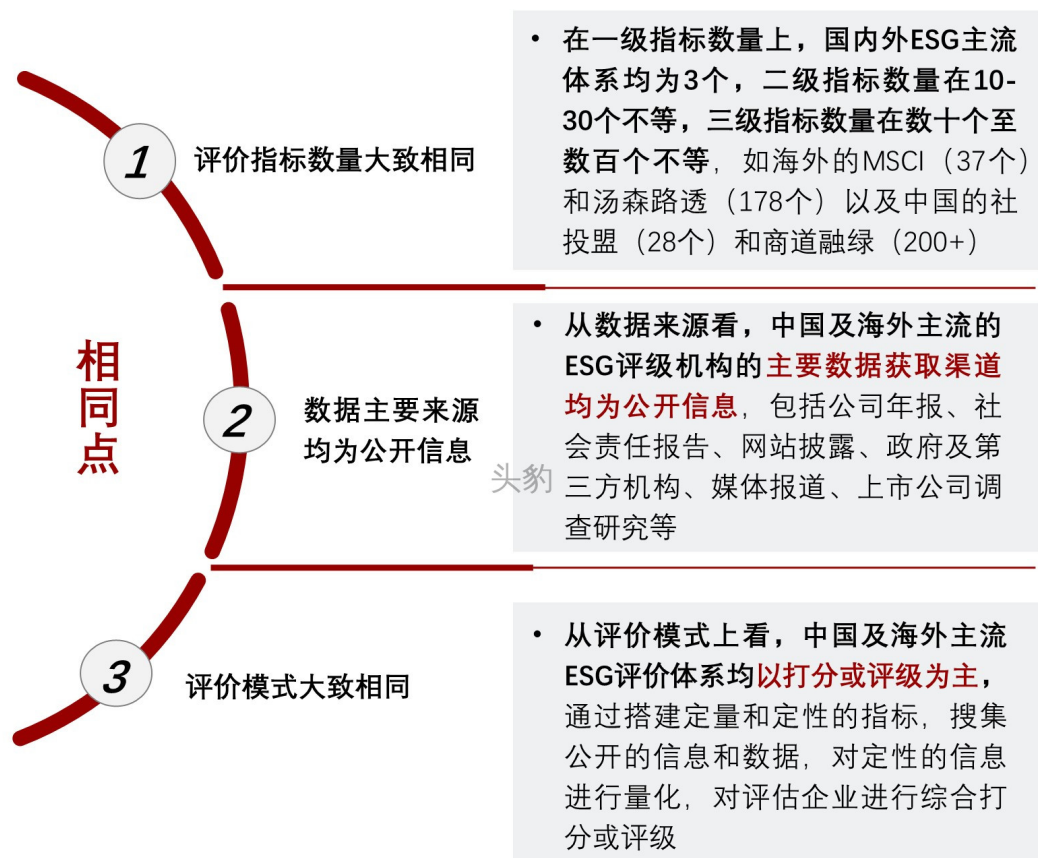 相同点
1
评价指标数量大致相同
• 在一级指标数量上，国内外ESG主流
体系均为3个，二级指标数量在10-
30个不等，三级指标数量在数十个至
数百个不等，如海外的MSCI（37个）
和汤森路透（178个）以及中国的社
投盟（28个）和商道融绿（200+）
2
数据主要来源
均为公开信息
• 从数据来源看，中国及海外主流的
ESG评级机构的主要数据获取渠道
均为公开信息，包括公司年报、社
会责任报告、网站披露、政府及第
三方机构、媒体报道、上市公司调
查研究等
头豹
3
评价模式大致相同
• 从评价模式上看，中国及海外主流
ESG评价体系均以打分或评级为主，
通过搭建定量和定性的指标，搜集
公开的信息和数据，对定性的信息
进行量化，对评估企业进行综合打
分或评级